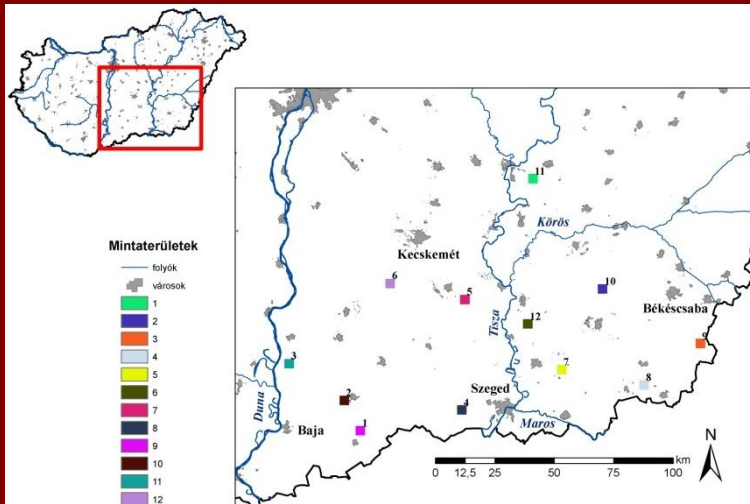 Mintaterületek
folyók
városok
1
2
3
4
5
6
7
8
9
10
11
12
11
Körös
Kecskemét
6
5
10
Békéscsaba
Tisza
12
9
3
7
8
2
Szeged
4
Duna
Baja
1
Maros
N
0 12,5 25 50 75 100
km